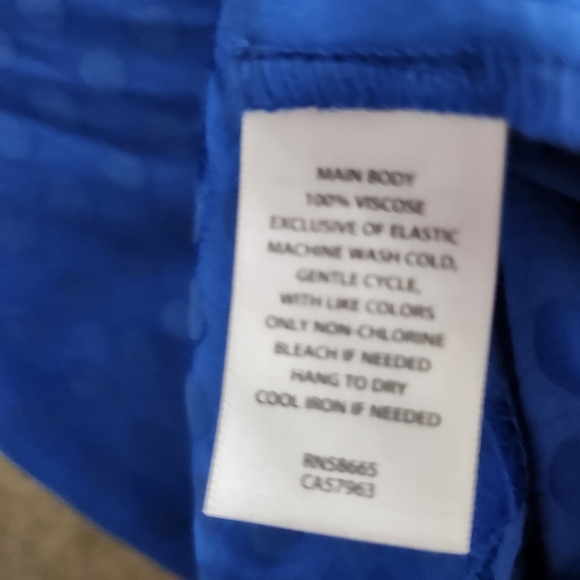 MAIN BODY
100% VISCOSE
EXCLUSIVE OF ELASTIC
MACHINE WASH COLD,
GENTLE CYCLE,
WITH LIKE COLORS
ONLY NON-CHLORINE
BLEACH IF NEEDED
HANG TO DRY
COOL IRON IF NEEDED
RN58665
CA57963